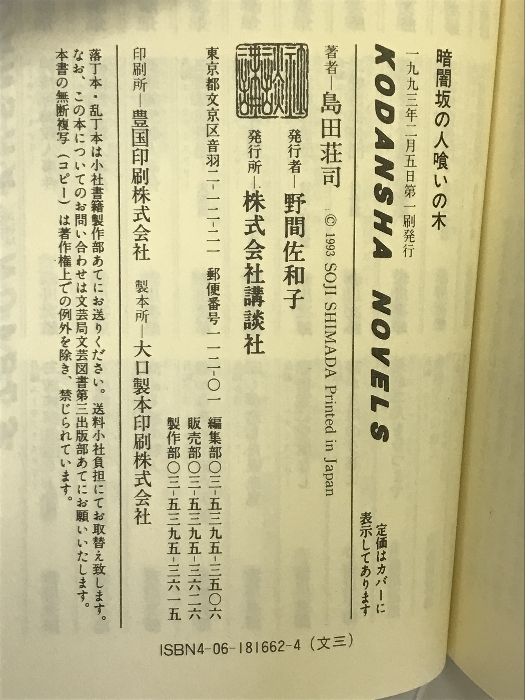 暗闇坂の人喰いの木
一九九三年二月五日第一刷発行
KODANSHA NOVELS
定価はカバーに
表示してあります
著者―島田荘司 © 1993 SOJI SHIMADA Printed in Japan
発行者―野間佐和子
発行所―株式会社講談社
東京都文京区音羽二-一二-二一 郵便番号一一二-〇一
編集部〇三-五三九五-三五〇六
販売部〇三-五三九五-三六二六
製作部〇三-五三九五-三六一五
印刷所―豊国印刷株式会社 製本所―大口製本印刷株式会社
落丁本・乱丁本は小社書籍製作部あてにお送りください。送料小社負担にてお取替え致します。
なお、この本についてのお問い合わせは文芸局文芸図書第三出版部あてにお願いいたします。
本書の無断複写（コピー）は著作権上での例外を除き、禁じられています。
ISBN4-06-181662-4（文三）